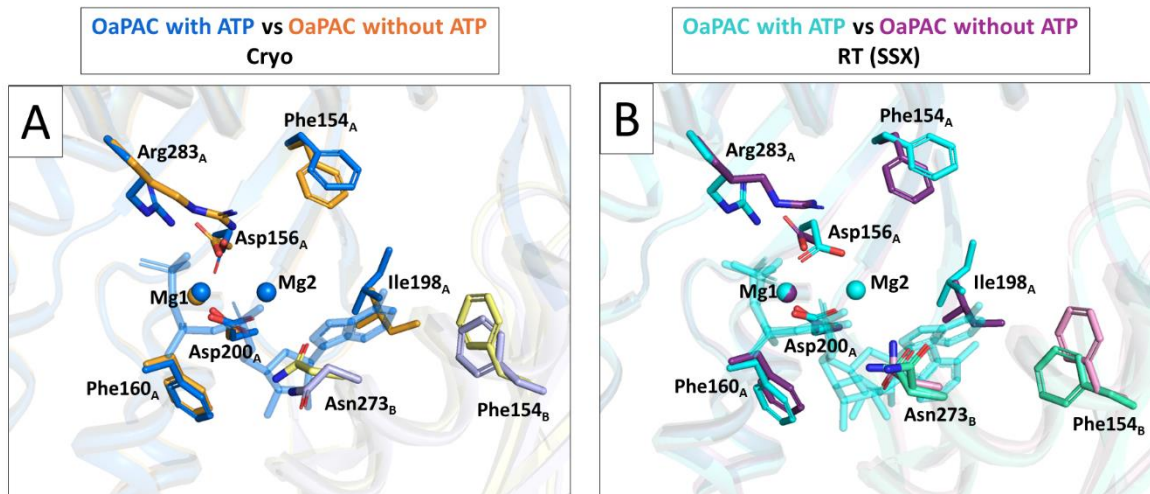 OaPAC with ATP vs OaPAC without ATP
Cryo
OaPAC with ATP vs OaPAC without ATP
RT (SSX)
A
Phe154A
Arg283A
Asp156A
Mg1
Mg2
Ile198A
Asp200A
Phe160A
Asn273B
Phe154B
B
Phe154A
Arg283A
Asp156A
Mg1
Mg2
Ile198A
Asp200A
Phe160A
Asn273B
Phe154B